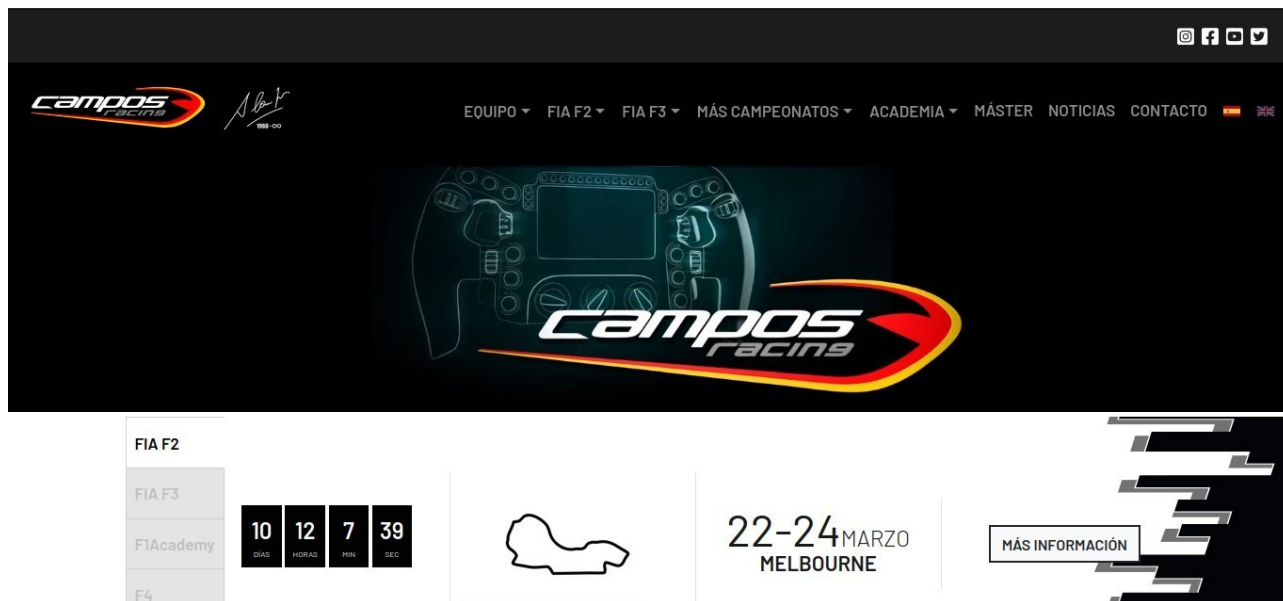 campos
racing
1960-∞
EQUIPO FIA F2 FIA F3 MÁS CAMPEONATOS ACADEMIA MÁSTER NOTICIAS CONTACTO
campos
racing
FIA F2
FIA F3
F1Academy
F4
10 12 7 39
DÍAS HORAS MIN SEC
22-24 MARZO
MELBOURNE
MÁS INFORMACIÓN